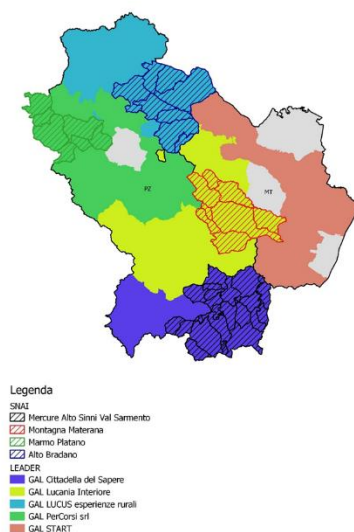 PZ
MT
Legenda
SNAI
Mercure Alto Sinni Val Sarmento
Montagna Materana
Marmo Platano
Alto Bradano
LEADER
GAL Cittadella del Sapere
GAL Lucania Interiore
GAL LUCUS esperienze rurali
GAL PerCorsi srl
GAL START